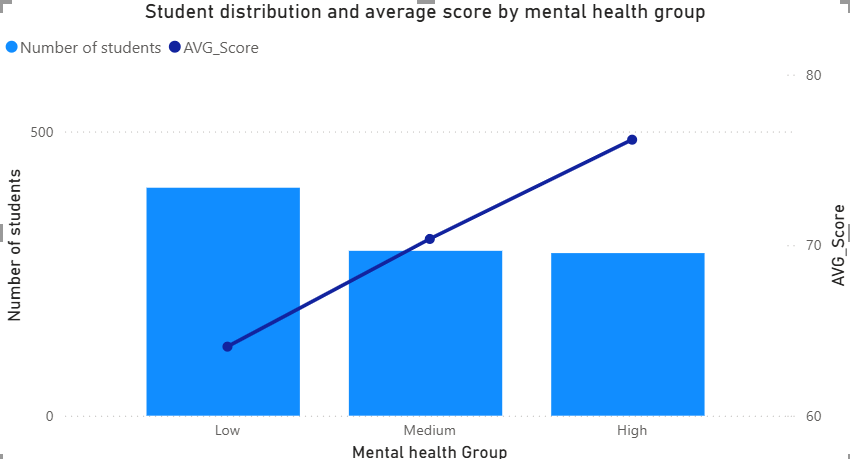 Student distribution and average score by mental health group
Number of students AVG_Score
80
500
70
0
60
Number of students
AVG_Score
Low Medium High
Mental health Group